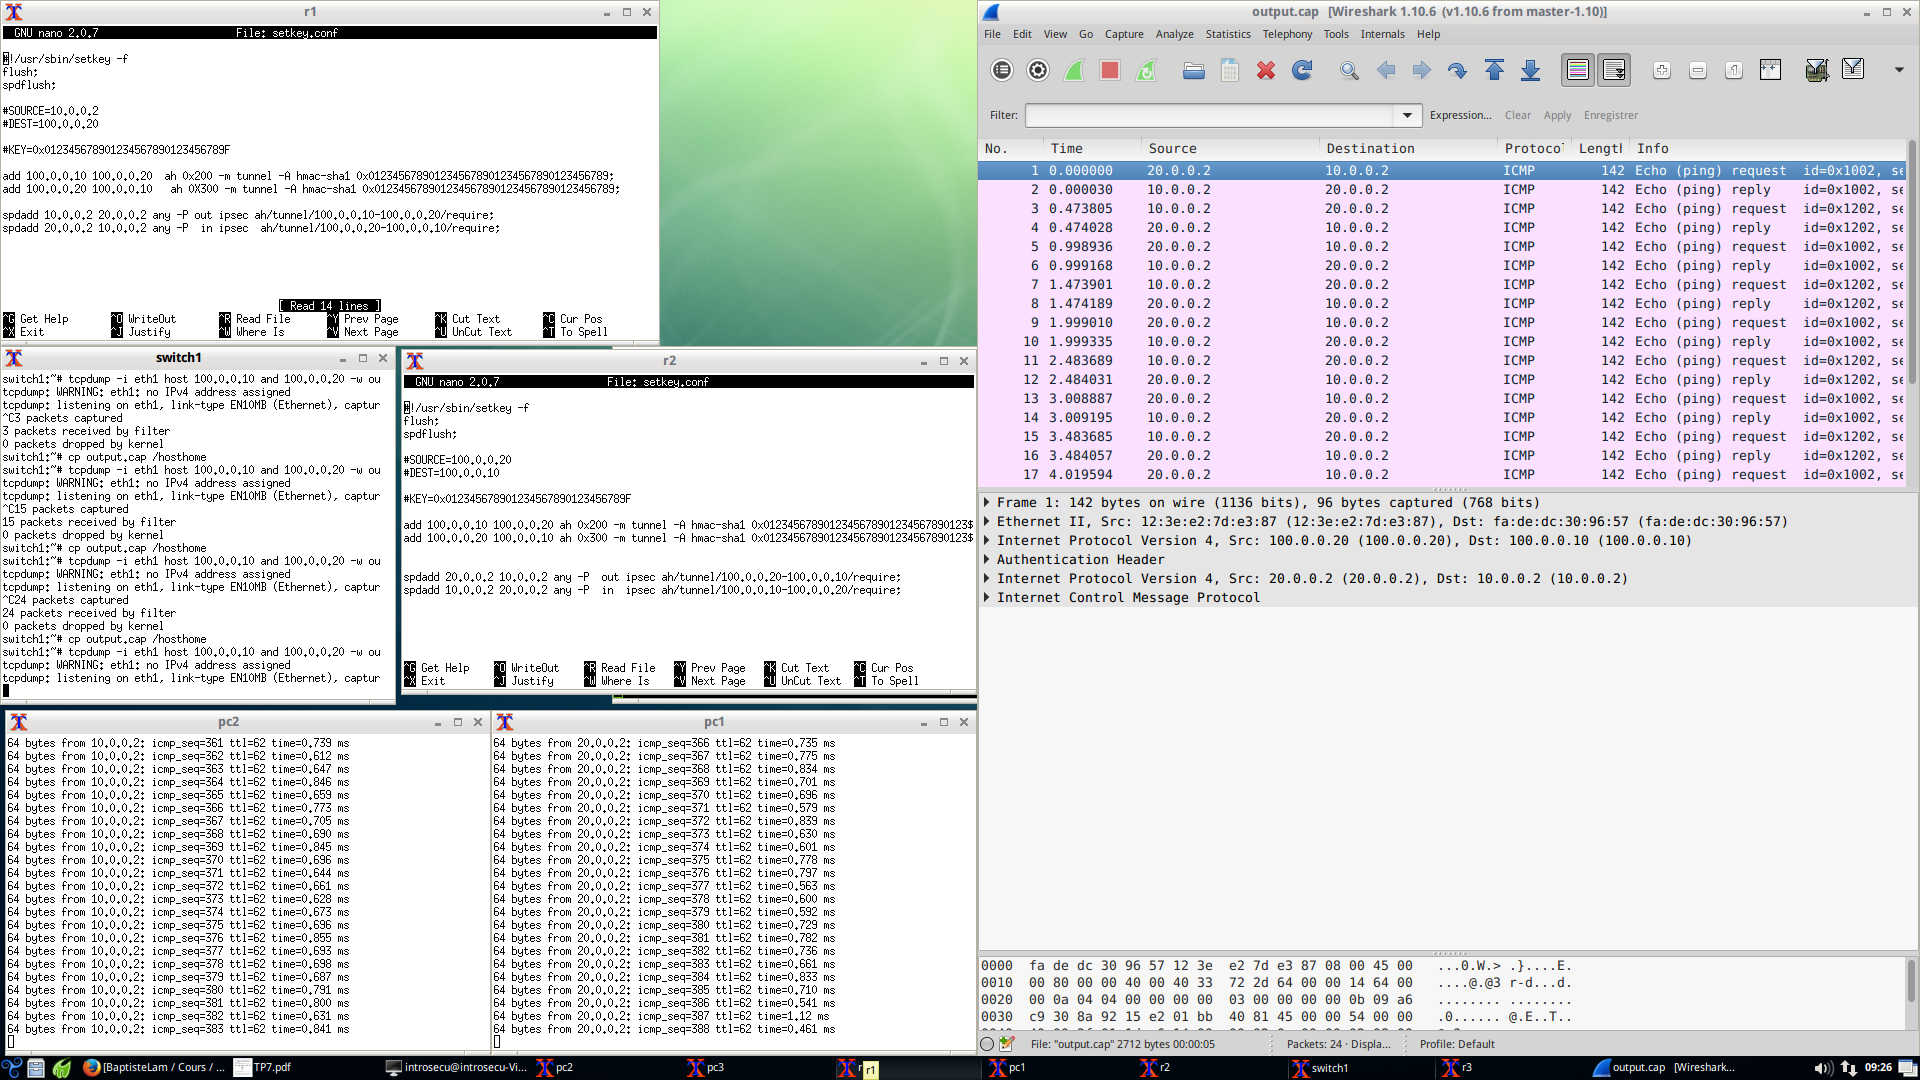 r1
GNU nano 2.0.7 File: setkey.conf
#!/usr/sbin/setkey -f
flush;
spdflush;
#SOURCE=10.0.0.2
#DEST=100.0.0.20
#KEY=0x012345678901234567890123456789F
add 100.0.0.10 100.0.0.20 ah 0x200 -m tunnel -A hmac-sha1 0x0123456789012345678901234567890123456789;
add 100.0.0.20 100.0.0.10 ah 0X300 -m tunnel -A hmac-sha1 0x0123456789012345678901234567890123456789;
spdadd 10.0.0.2 20.0.0.2 any -P out ipsec ah/tunnel/100.0.0.10-100.0.0.20/require;
spdadd 20.0.0.2 10.0.0.2 any -P in ipsec ah/tunnel/100.0.0.20-100.0.0.10/require;
[ Read 14 lines ]
^G Get Help ^O WriteOut ^R Read File ^Y Prev Page ^K Cut Text ^C Cur Pos
^X Exit ^J Justify ^W Where Is ^V Next Page ^U UnCut Text ^T To Spell
switch1
switch1:~# tcpdump -i eth1 host 100.0.0.10 and 100.0.0.20 -w ou
tcpdump: WARNING: eth1: no IPv4 address assigned
tcpdump: listening on eth1, link-type EN10MB (Ethernet), captur
^C3 packets captured
3 packets received by filter
0 packets dropped by kernel
switch1:~# cp output.cap /hosthome
switch1:~# tcpdump -i eth1 host 100.0.0.10 and 100.0.0.20 -w ou
tcpdump: WARNING: eth1: no IPv4 address assigned
tcpdump: listening on eth1, link-type EN10MB (Ethernet), captur
^C15 packets captured
15 packets received by filter
0 packets dropped by kernel
switch1:~# cp output.cap /hosthome
switch1:~# tcpdump -i eth1 host 100.0.0.10 and 100.0.0.20 -w ou
tcpdump: WARNING: eth1: no IPv4 address assigned
tcpdump: listening on eth1, link-type EN10MB (Ethernet), captur
^C24 packets captured
24 packets received by filter
0 packets dropped by kernel
switch1:~# cp output.cap /hosthome
switch1:~# tcpdump -i eth1 host 100.0.0.10 and 100.0.0.20 -w ou
tcpdump: WARNING: eth1: no IPv4 address assigned
tcpdump: listening on eth1, link-type EN10MB (Ethernet), captur
r2
GNU nano 2.0.7 File: setkey.conf
#!/usr/sbin/setkey -f
flush;
spdflush;
#SOURCE=100.0.0.20
#DEST=100.0.0.10
#KEY=0x012345678901234567890123456789F
add 100.0.0.10 100.0.0.20 ah 0x200 -m tunnel -A hmac-sha1 0x0123456789012345678901234567890123$
add 100.0.0.20 100.0.0.10 ah 0x300 -m tunnel -A hmac-sha1 0x0123456789012345678901234567890123$
spdadd 20.0.0.2 10.0.0.2 any -P out ipsec ah/tunnel/100.0.0.20-100.0.0.10/require;
spdadd 10.0.0.2 20.0.0.2 any -P in ipsec ah/tunnel/100.0.0.10-100.0.0.20/require;
^G Get Help ^O WriteOut ^R Read File ^Y Prev Page ^K Cut Text ^C Cur Pos
^X Exit ^J Justify ^W Where Is ^V Next Page ^U UnCut Text ^T To Spell
pc2
64 bytes from 10.0.0.2: icmp_seq=361 ttl=62 time=0.739 ms
64 bytes from 10.0.0.2: icmp_seq=362 ttl=62 time=0.612 ms
64 bytes from 10.0.0.2: icmp_seq=363 ttl=62 time=0.647 ms
64 bytes from 10.0.0.2: icmp_seq=364 ttl=62 time=0.846 ms
64 bytes from 10.0.0.2: icmp_seq=365 ttl=62 time=0.659 ms
64 bytes from 10.0.0.2: icmp_seq=366 ttl=62 time=0.773 ms
64 bytes from 10.0.0.2: icmp_seq=367 ttl=62 time=0.705 ms
64 bytes from 10.0.0.2: icmp_seq=368 ttl=62 time=0.690 ms
64 bytes from 10.0.0.2: icmp_seq=369 ttl=62 time=0.845 ms
64 bytes from 10.0.0.2: icmp_seq=370 ttl=62 time=0.696 ms
64 bytes from 10.0.0.2: icmp_seq=371 ttl=62 time=0.644 ms
64 bytes from 10.0.0.2: icmp_seq=372 ttl=62 time=0.661 ms
64 bytes from 10.0.0.2: icmp_seq=373 ttl=62 time=0.628 ms
64 bytes from 10.0.0.2: icmp_seq=374 ttl=62 time=0.673 ms
64 bytes from 10.0.0.2: icmp_seq=375 ttl=62 time=0.696 ms
64 bytes from 10.0.0.2: icmp_seq=376 ttl=62 time=0.855 ms
64 bytes from 10.0.0.2: icmp_seq=377 ttl=62 time=0.693 ms
64 bytes from 10.0.0.2: icmp_seq=378 ttl=62 time=0.698 ms
64 bytes from 10.0.0.2: icmp_seq=379 ttl=62 time=0.687 ms
64 bytes from 10.0.0.2: icmp_seq=380 ttl=62 time=0.791 ms
64 bytes from 10.0.0.2: icmp_seq=381 ttl=62 time=0.800 ms
64 bytes from 10.0.0.2: icmp_seq=382 ttl=62 time=0.631 ms
64 bytes from 10.0.0.2: icmp_seq=383 ttl=62 time=0.841 ms
pc1
64 bytes from 20.0.0.2: icmp_seq=366 ttl=62 time=0.735 ms
64 bytes from 20.0.0.2: icmp_seq=367 ttl=62 time=0.775 ms
64 bytes from 20.0.0.2: icmp_seq=368 ttl=62 time=0.834 ms
64 bytes from 20.0.0.2: icmp_seq=369 ttl=62 time=0.701 ms
64 bytes from 20.0.0.2: icmp_seq=370 ttl=62 time=0.696 ms
64 bytes from 20.0.0.2: icmp_seq=371 ttl=62 time=0.579 ms
64 bytes from 20.0.0.2: icmp_seq=372 ttl=62 time=0.839 ms
64 bytes from 20.0.0.2: icmp_seq=373 ttl=62 time=0.630 ms
64 bytes from 20.0.0.2: icmp_seq=374 ttl=62 time=0.601 ms
64 bytes from 20.0.0.2: icmp_seq=375 ttl=62 time=0.778 ms
64 bytes from 20.0.0.2: icmp_seq=376 ttl=62 time=0.797 ms
64 bytes from 20.0.0.2: icmp_seq=377 ttl=62 time=0.563 ms
64 bytes from 20.0.0.2: icmp_seq=378 ttl=62 time=0.600 ms
64 bytes from 20.0.0.2: icmp_seq=379 ttl=62 time=0.592 ms
64 bytes from 20.0.0.2: icmp_seq=380 ttl=62 time=0.729 ms
64 bytes from 20.0.0.2: icmp_seq=381 ttl=62 time=0.782 ms
64 bytes from 20.0.0.2: icmp_seq=382 ttl=62 time=0.736 ms
64 bytes from 20.0.0.2: icmp_seq=383 ttl=62 time=0.661 ms
64 bytes from 20.0.0.2: icmp_seq=384 ttl=62 time=0.833 ms
64 bytes from 20.0.0.2: icmp_seq=385 ttl=62 time=0.710 ms
64 bytes from 20.0.0.2: icmp_seq=386 ttl=62 time=0.541 ms
64 bytes from 20.0.0.2: icmp_seq=387 ttl=62 time=1.12 ms
64 bytes from 20.0.0.2: icmp_seq=388 ttl=62 time=0.461 ms
output.cap [Wireshark 1.10.6 (v1.10.6 from master-1.10)]
File Edit View Go Capture Analyze Statistics Telephony Tools Internals Help
Filter: Expression... Clear Apply Enregistrer
No. Time Source Destination Protocol Length Info
1 0.000000 20.0.0.2 10.0.0.2 ICMP 142 Echo (ping) request id=0x1002, se
2 0.000030 10.0.0.2 20.0.0.2 ICMP 142 Echo (ping) reply id=0x1002, se
3 0.473805 10.0.0.2 20.0.0.2 ICMP 142 Echo (ping) request id=0x1202, se
4 0.474028 20.0.0.2 10.0.0.2 ICMP 142 Echo (ping) reply id=0x1202, se
5 0.998936 20.0.0.2 10.0.0.2 ICMP 142 Echo (ping) request id=0x1002, se
6 0.999168 10.0.0.2 20.0.0.2 ICMP 142 Echo (ping) reply id=0x1002, se
7 1.473901 10.0.0.2 20.0.0.2 ICMP 142 Echo (ping) request id=0x1202, se
8 1.474189 20.0.0.2 10.0.0.2 ICMP 142 Echo (ping) reply id=0x1202, se
9 1.999010 20.0.0.2 10.0.0.2 ICMP 142 Echo (ping) request id=0x1002, se
10 1.999335 10.0.0.2 20.0.0.2 ICMP 142 Echo (ping) reply id=0x1002, se
11 2.483689 10.0.0.2 20.0.0.2 ICMP 142 Echo (ping) request id=0x1202, se
12 2.484031 20.0.0.2 10.0.0.2 ICMP 142 Echo (ping) reply id=0x1202, se
13 3.008887 20.0.0.2 10.0.0.2 ICMP 142 Echo (ping) request id=0x1002, se
14 3.009195 10.0.0.2 20.0.0.2 ICMP 142 Echo (ping) reply id=0x1002, se
15 3.483685 10.0.0.2 20.0.0.2 ICMP 142 Echo (ping) request id=0x1202, se
16 3.484057 20.0.0.2 10.0.0.2 ICMP 142 Echo (ping) reply id=0x1202, se
17 4.019594 20.0.0.2 10.0.0.2 ICMP 142 Echo (ping) request id=0x1002, se
Frame 1: 142 bytes on wire (1136 bits), 96 bytes captured (768 bits)
Ethernet II, Src: 12:3e:e2:7d:e3:87 (12:3e:e2:7d:e3:87), Dst: fa:de:dc:30:96:57 (fa:de:dc:30:96:57)
Internet Protocol Version 4, Src: 100.0.0.20 (100.0.0.20), Dst: 100.0.0.10 (100.0.0.10)
Authentication Header
Internet Protocol Version 4, Src: 20.0.0.2 (20.0.0.2), Dst: 10.0.0.2 (10.0.0.2)
Internet Control Message Protocol
0000 fa de dc 30 96 57 12 3e e2 7d e3 87 08 00 45 00 ...0.W.> .}....E.
0010 00 80 00 00 40 00 40 33 72 2d 64 00 00 14 64 00 ....@.@3 r-d...d.
0020 00 0a 04 04 00 00 00 00 03 00 00 00 00 0b 09 a6 ........ ........
0030 c9 30 8a 92 15 e2 01 bb 40 81 45 00 00 54 00 00 .0...... @.E..T..
File: "output.cap" 2712 bytes 00:00:05 Packets: 24 · Displa... Profile: Default
[BaptisteLam / Cours / ... TP7.pdf introsecu@introsecu-Vi... pc2 pc3 r1 pc1 r2 switch1 r3 output.cap [Wireshark... 09:26